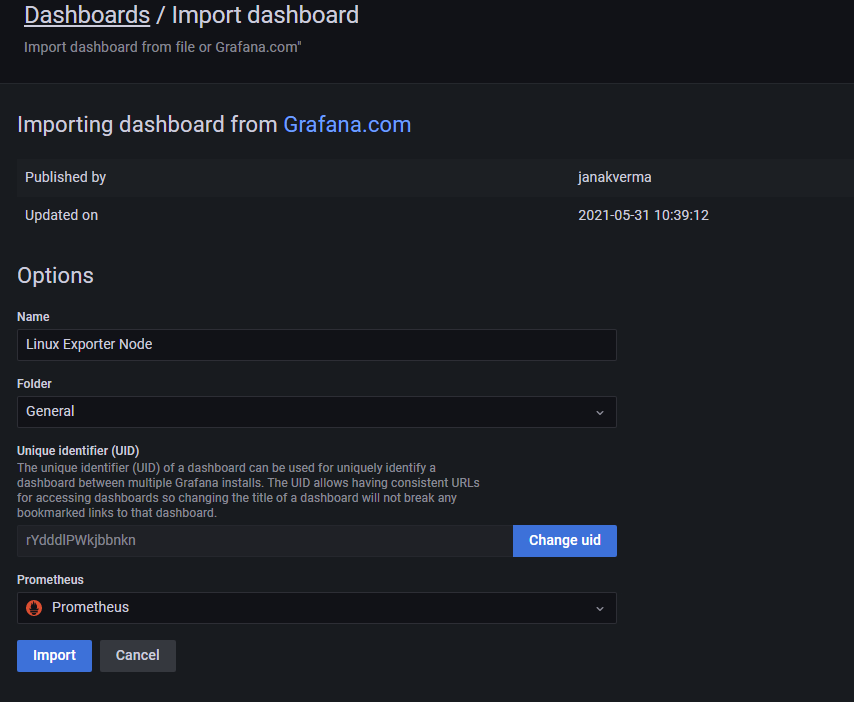 Dashboards / Import dashboard
Import dashboard from file or Grafana.com"
Importing dashboard from Grafana.com
Published by janakverma
Updated on 2021-05-31 10:39:12
Options
Name
Linux Exporter Node
Folder
General
Unique identifier (UID)
The unique identifier (UID) of a dashboard can be used for uniquely identify a
dashboard between multiple Grafana installs. The UID allows having consistent URLs
for accessing dashboards so changing the title of a dashboard will not break any
bookmarked links to that dashboard.
rYdddlPWkjbbnkn Change uid
Prometheus
Prometheus
Import Cancel